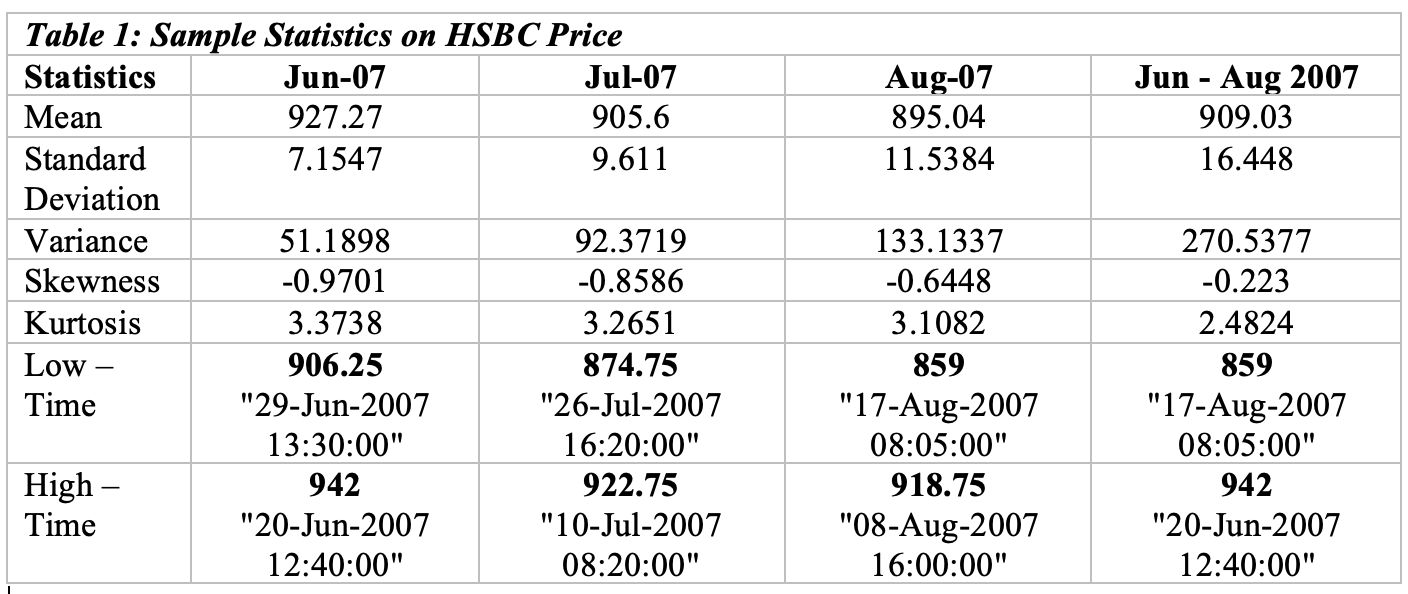 Table 1: Sample Statistics on HSBC Price
Statistics Jun-07 Jul-07 Aug-07 Jun - Aug 2007
Mean 927.27 905.6 895.04 909.03
Standard 7.1547 9.611 11.5384 16.448
Deviation
Variance 51.1898 92.3719 133.1337 270.5377
Skewness -0.9701 -0.8586 -0.6448 -0.223
Kurtosis 3.3738 3.2651 3.1082 2.4824
Low – 906.25 874.75 859 859
Time "29-Jun-2007 "26-Jul-2007 "17-Aug-2007 "17-Aug-2007
13:30:00" 16:20:00" 08:05:00" 08:05:00"
High – 942 922.75 918.75 942
Time "20-Jun-2007 "10-Jul-2007 "08-Aug-2007 "20-Jun-2007
12:40:00" 08:20:00" 16:00:00" 12:40:00"